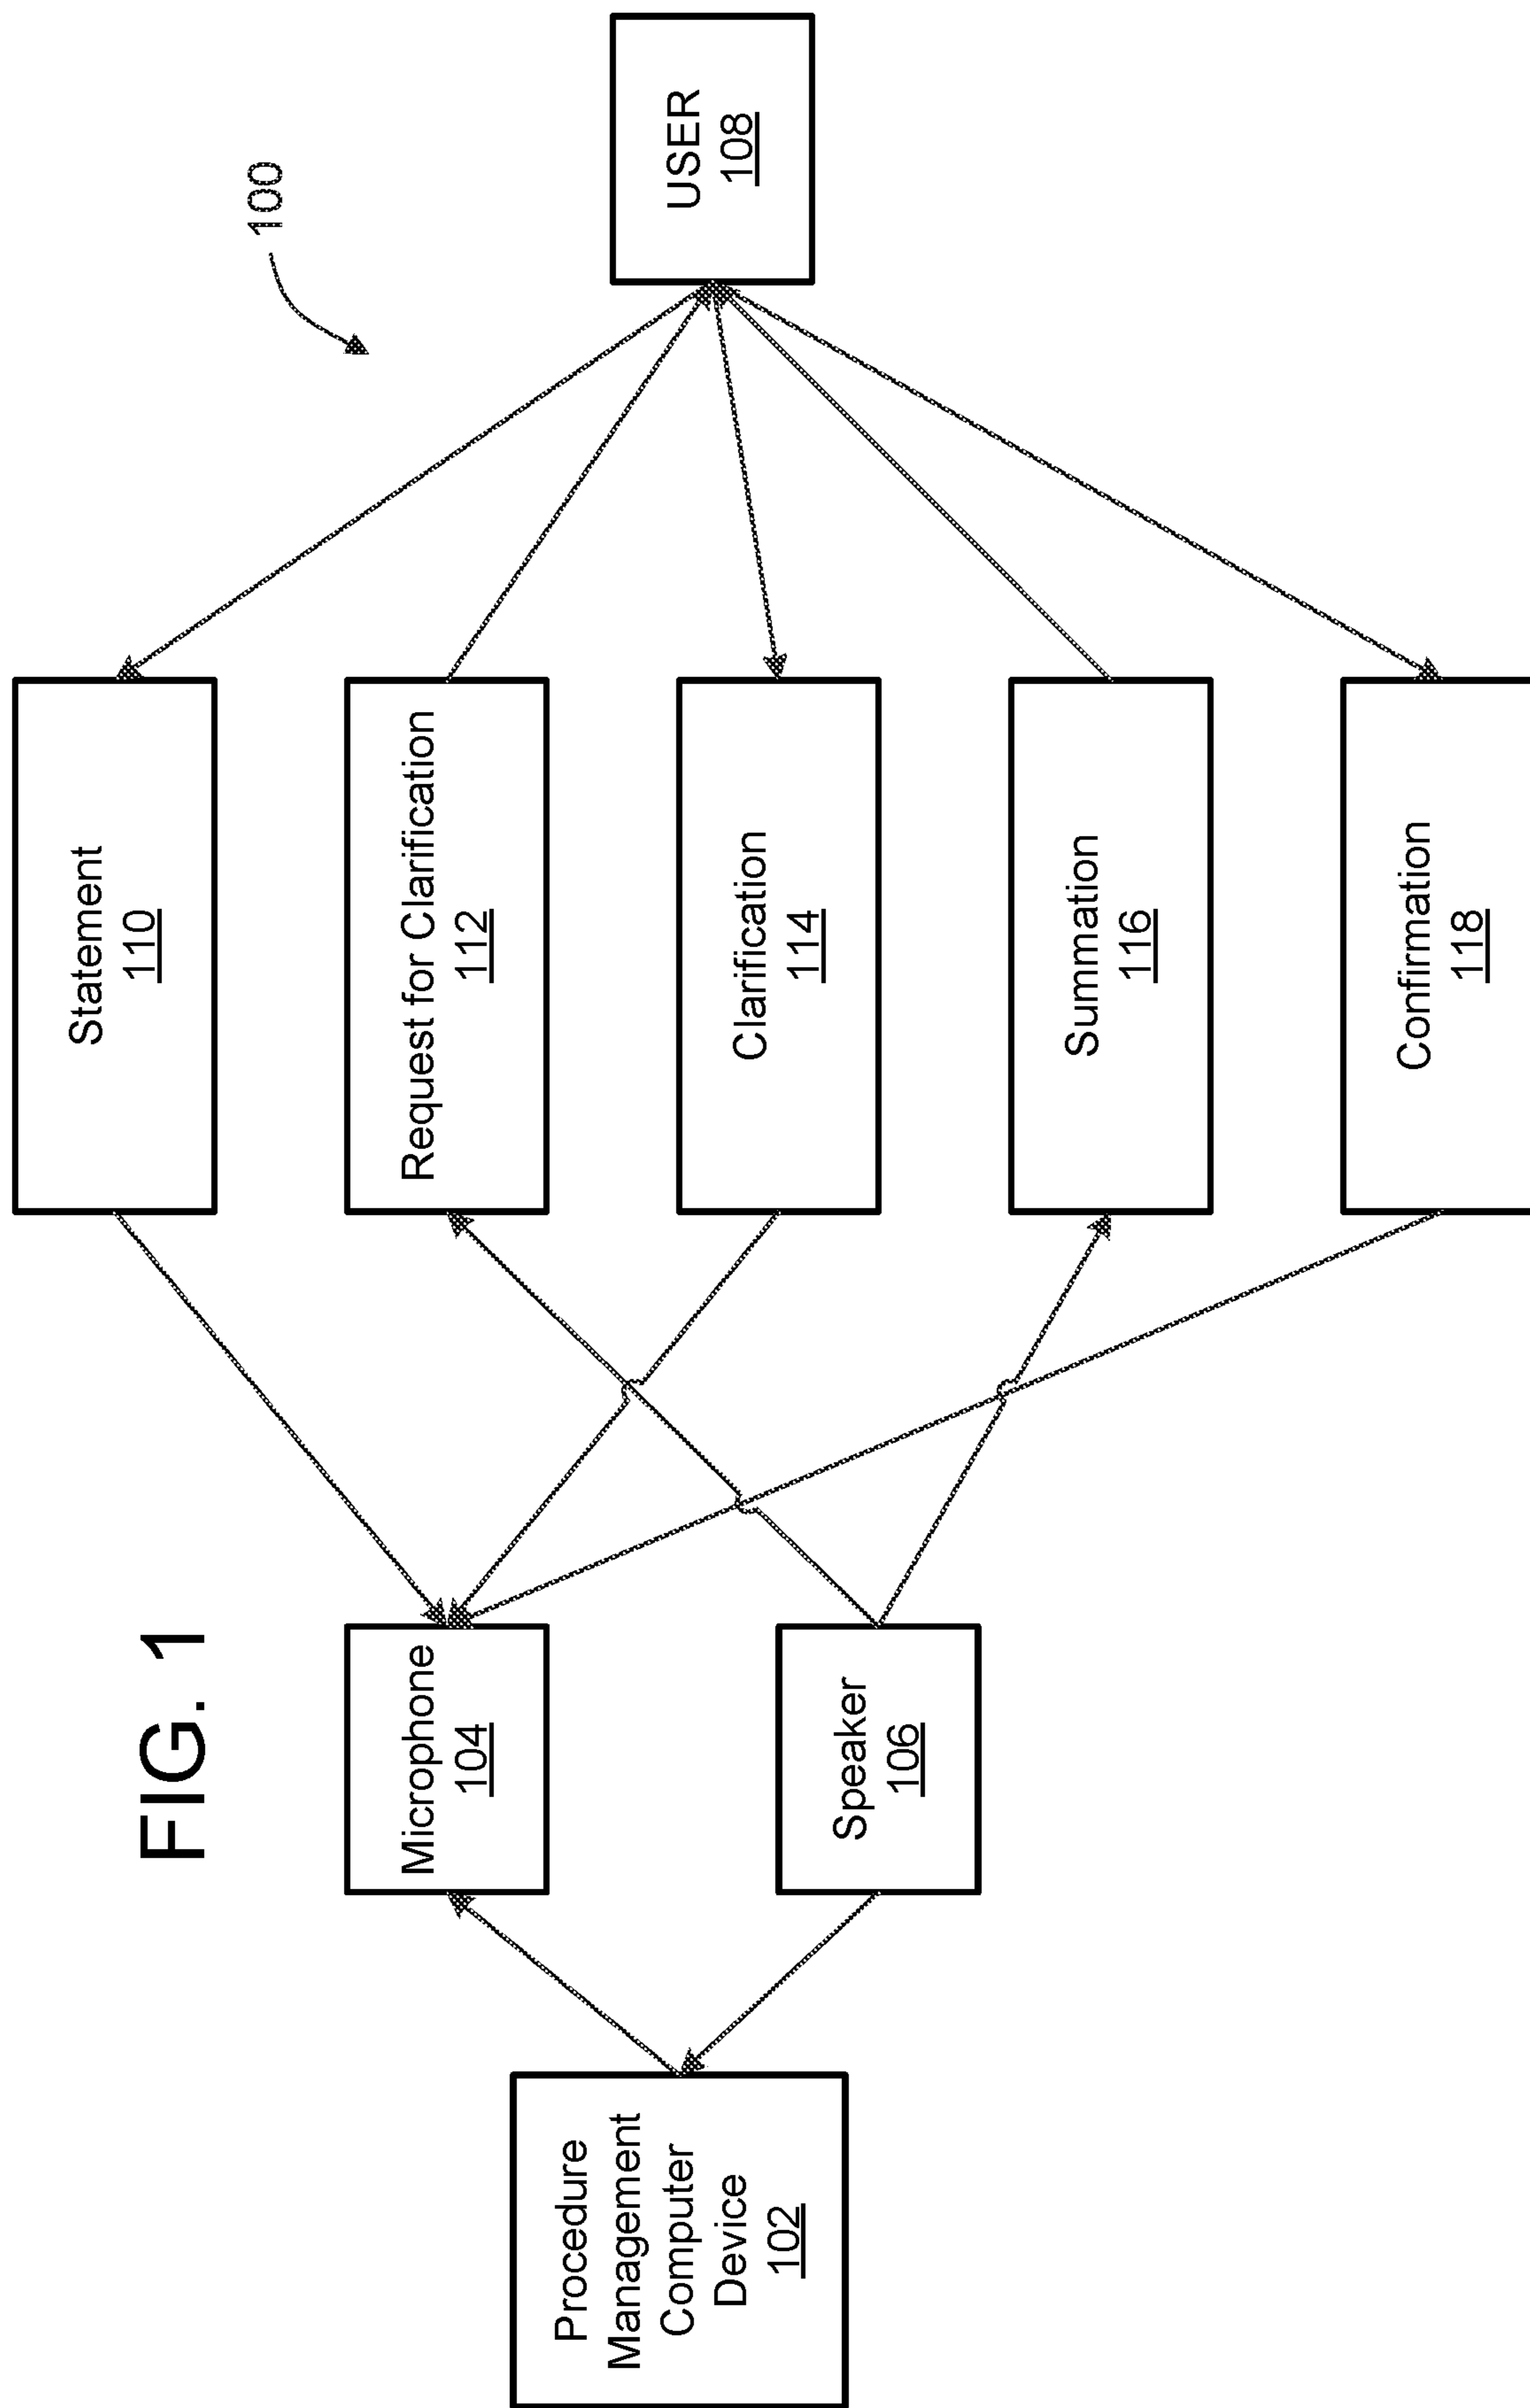 FIG. 1
100
Procedure
Management
Computer
Device
102
Microphone
104
Speaker
106
Statement
110
Request for Clarification
112
Clarification
114
Summation
116
Confirmation
118
USER
108